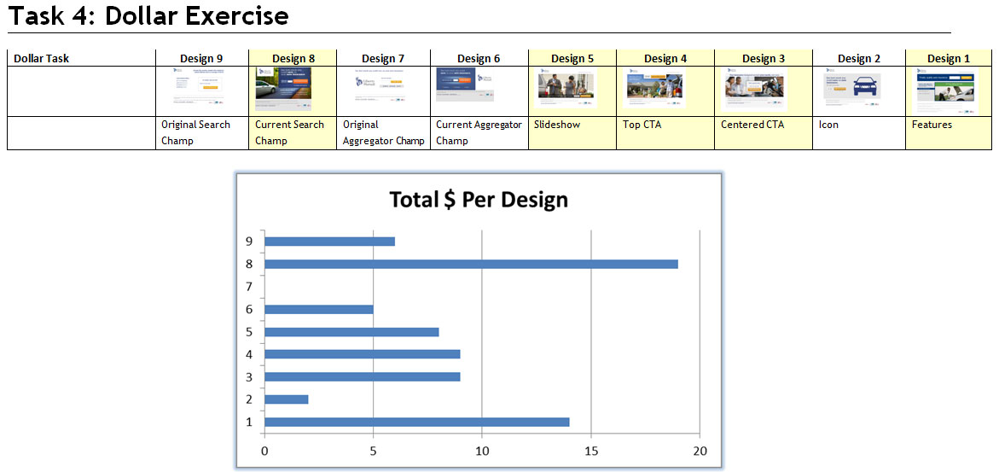 Task 4: Dollar Exercise
Dollar Task Design 9 Design 8 Design 7 Design 6 Design 5 Design 4 Design 3 Design 2 Design 1
Original Search Champ
Current Search Champ
Original Aggregator Champ
Current Aggregator Champ
Slideshow
Top CTA
Centered CTA
Icon
Features
Total $ Per Design
9
8
7
6
5
4
3
2
1
0 5 10 15 20